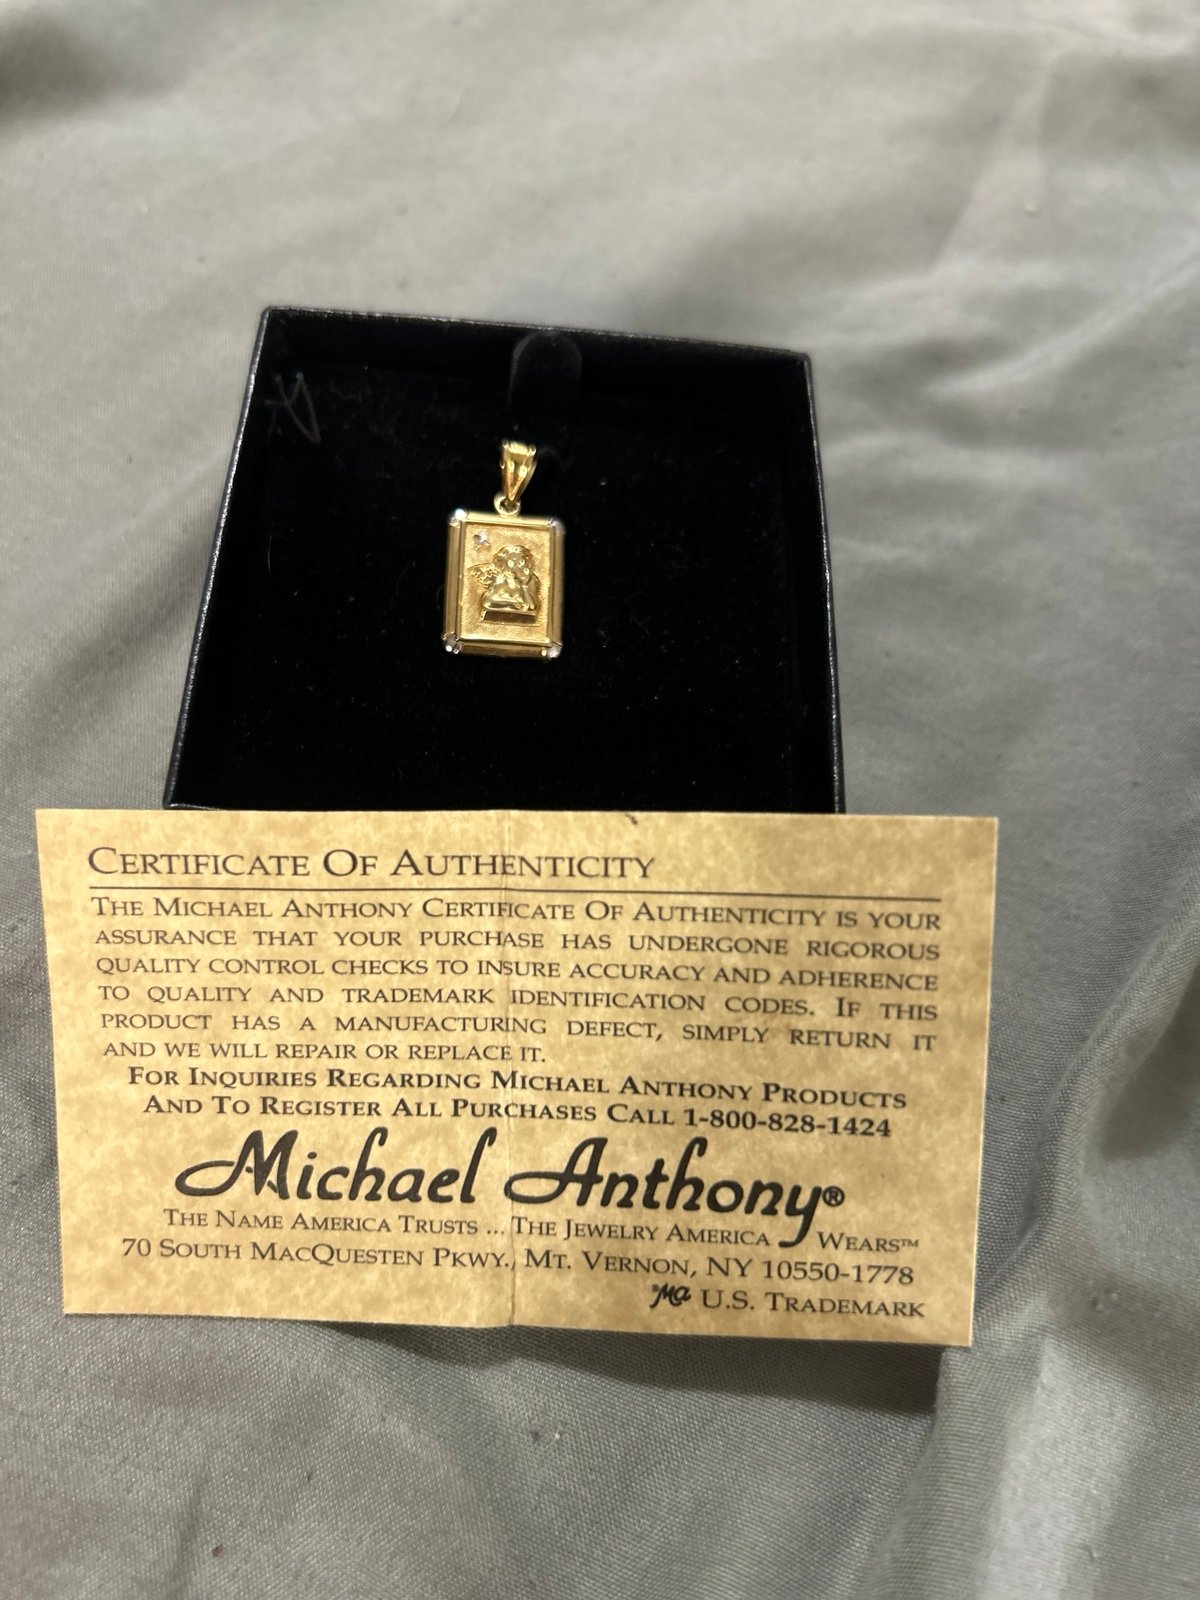 CERTIFICATE OF AUTHENTICITY
THE MICHAEL ANTHONY CERTIFICATE OF AUTHENTICITY IS YOUR
ASSURANCE THAT YOUR PURCHASE HAS UNDERGONE RIGOROUS
QUALITY CONTROL CHECKS TO INSURE ACCURACY AND ADHERENCE
TO QUALITY AND TRADEMARK IDENTIFICATION CODES. IF THIS
PRODUCT HAS A MANUFACTURING DEFECT, SIMPLY RETURN IT
AND WE WILL REPAIR OR REPLACE IT.
FOR INQUIRIES REGARDING MICHAEL ANTHONY PRODUCTS
AND TO REGISTER ALL PURCHASES CALL 1-800-828-1424
Michael Anthony®
THE NAME AMERICA TRUSTS ... THE JEWELRY AMERICA WEARS™
70 SOUTH MACQUESTEN PKWY., MT. VERNON, NY 10550-1778
®MA U.S. TRADEMARK